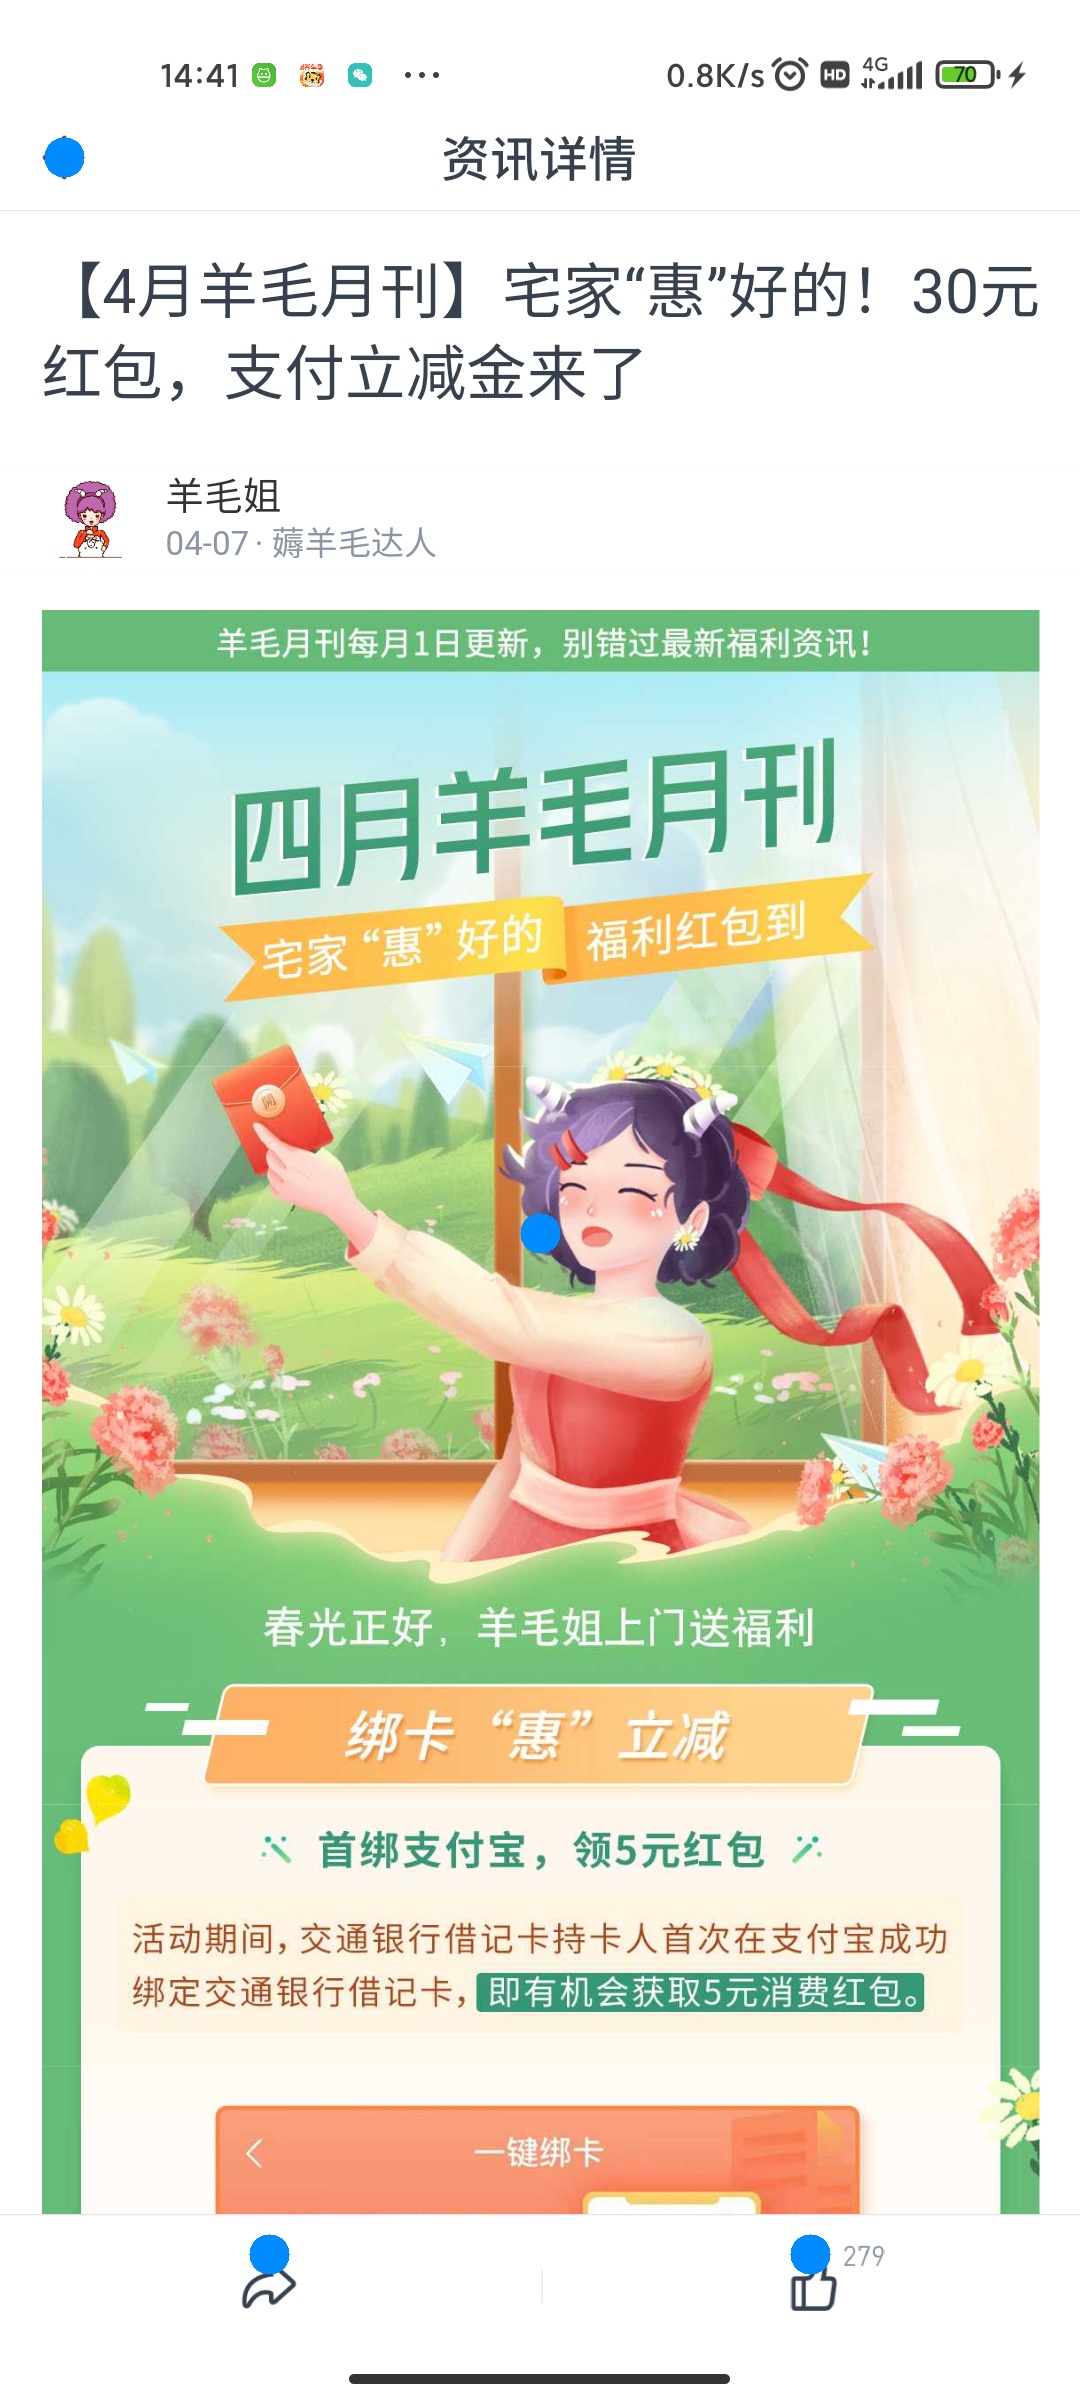 14:41
0.8K/s
HD
4G
70
资讯详情
【4月羊毛月刊】宅家“惠”好的！30元
红包，支付立减金来了
羊毛姐
04-07 · 薅羊毛达人
羊毛月刊每月1日更新，别错过最新福利资讯！
四月羊毛月刊
宅家“惠”好的 福利红包到
開
春光正好，羊毛姐上门送福利
绑卡“惠”立减
首绑支付宝，领5元红包
活动期间，交通银行借记卡持卡人首次在支付宝成功
绑定交通银行借记卡，即有机会获取5元消费红包。
一键绑卡
279